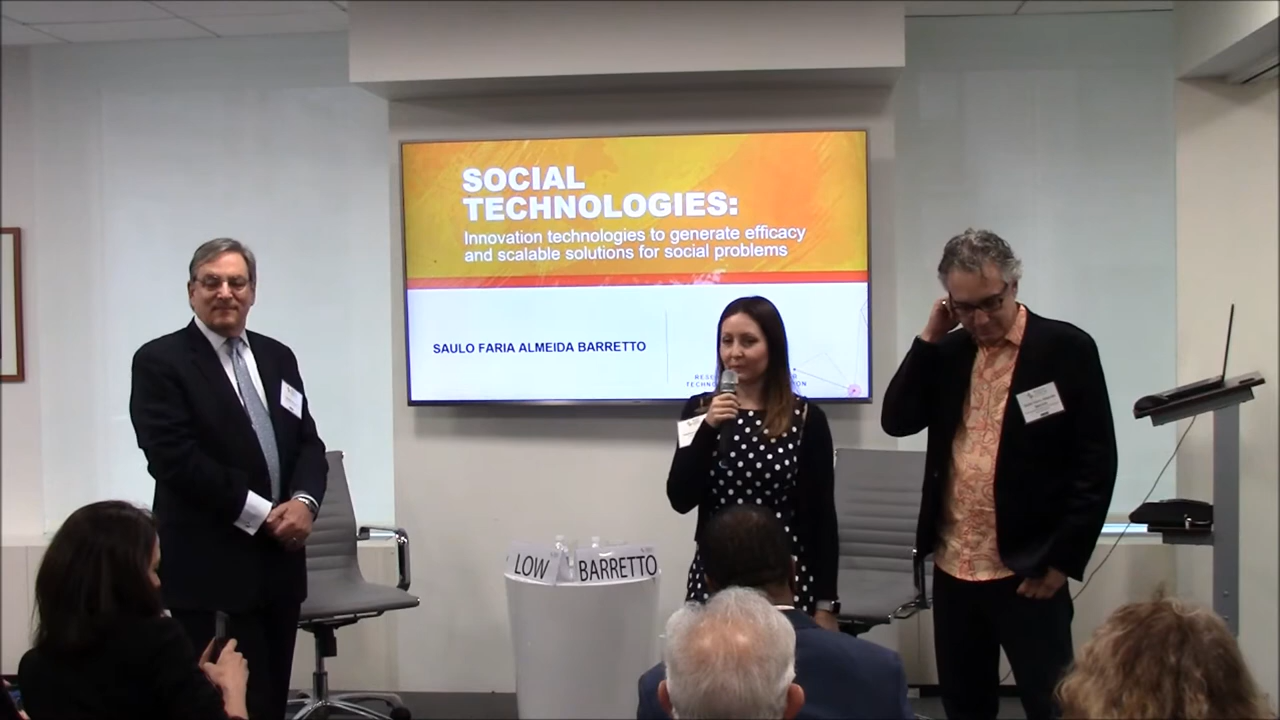 SOCIAL
TECHNOLOGIES:
Innovation technologies to generate efficacy
and scalable solutions for social problems
SAULO FARIA ALMEIDA BARRETTO
LOW
BARRETTO